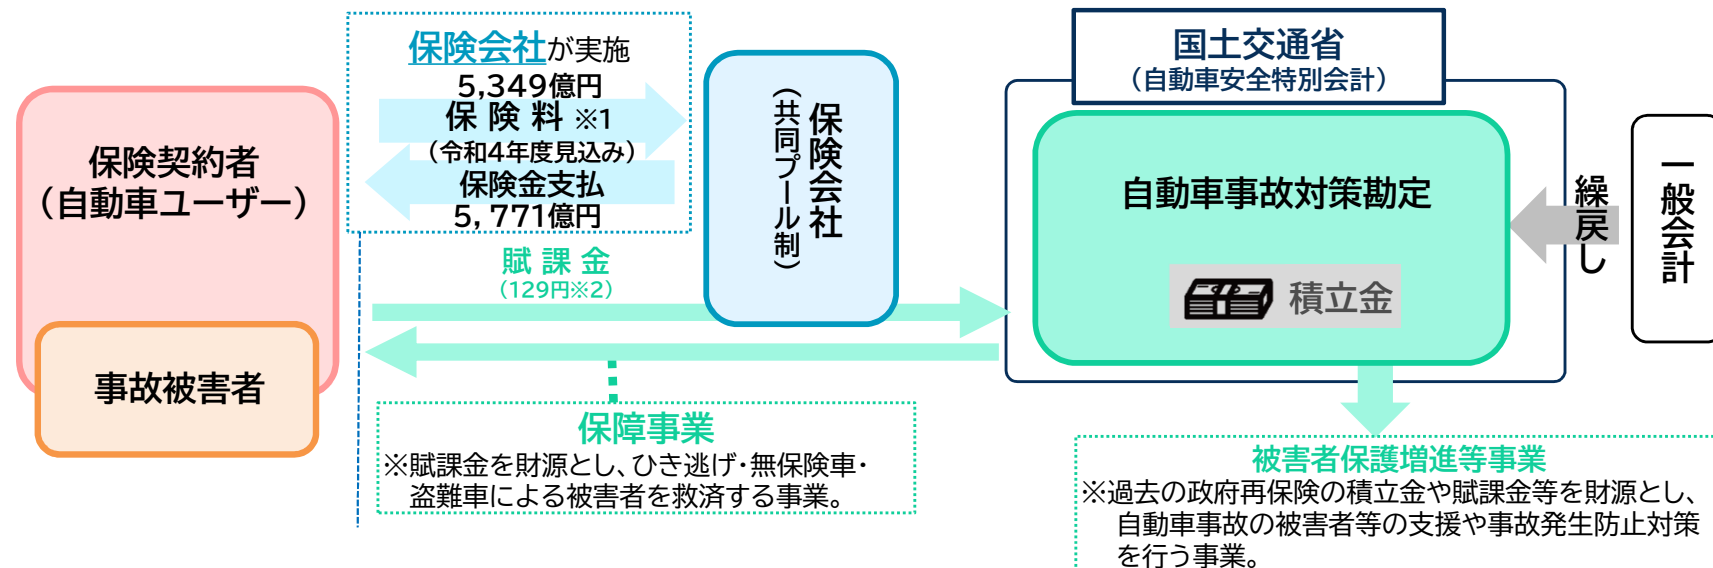 保険契約者
（自動車ユーザー）
事故被害者
保険会社が実施
5,349億円
保 険 料 ※1
（令和4年度見込み）
保険金支払
5,771億円
保険会社
（共同プール制）
賦 課 金
（129円※2）
保障事業
※賦課金を財源とし、ひき逃げ・無保険車・
盗難車による被害者を救済する事業。
国土交通省
（自動車安全特別会計）
自動車事故対策勘定
積立金
繰戻し
一般会計
被害者保護増進等事業
※過去の政府再保険の積立金や賦課金等を財源とし、
自動車事故の被害者等の支援や事故発生防止対策
を行う事業。